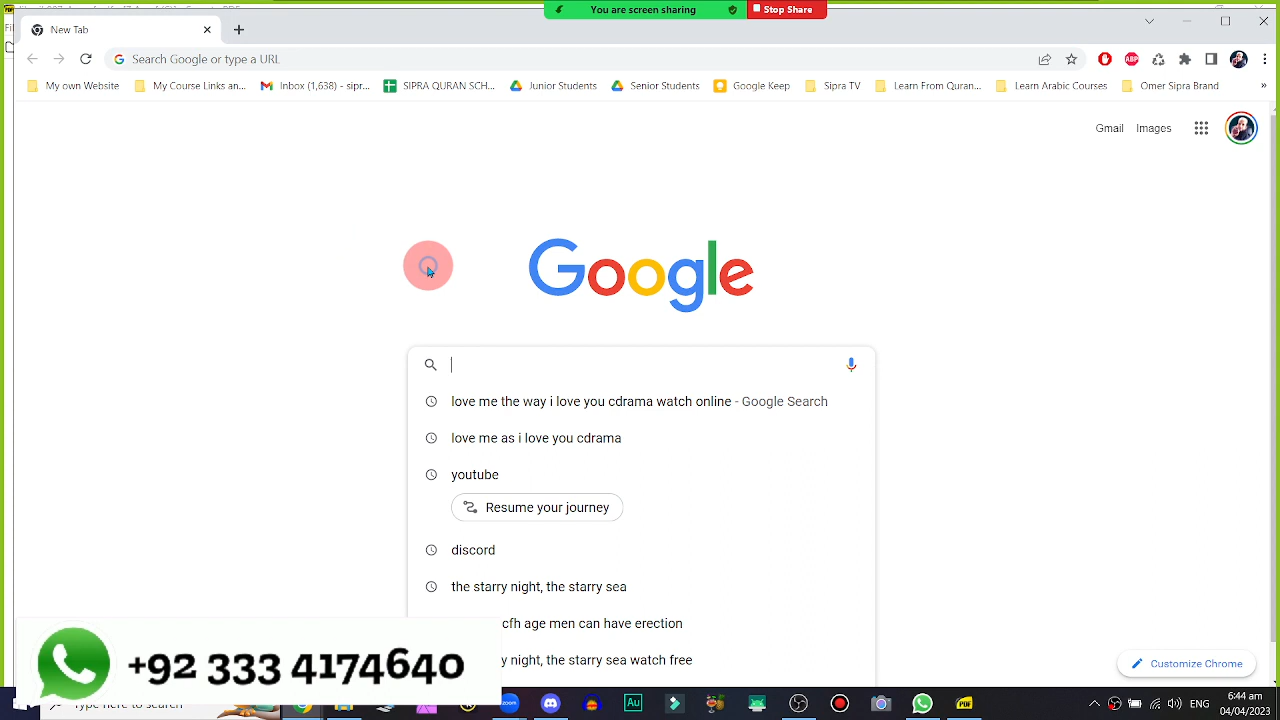 You are screen sharing
Stop Share
New Tab
Search Google or type a URL
ABP
My own Website
My Course Links an...
Inbox (1,638) - sipr...
SIPRA QURAN SCH...
Junior Students
Senior Students
Google Keep
Sipra TV
Learn From Quran...
Learn Arabic Courses
Omer Sipra Brand
»
Gmail
Images
Google
love me the way i love you cdrama watch online - Google Search
love me as i love you cdrama
youtube
Resume your journey
discord
the starry night, the starry sea
cfh age men can have erection
y night, the starry sea watch free
+92 333 4174640
Customize Chrome
Type here to search
zoom
Au
PDF
ENG
6:44 am
04/04/2023